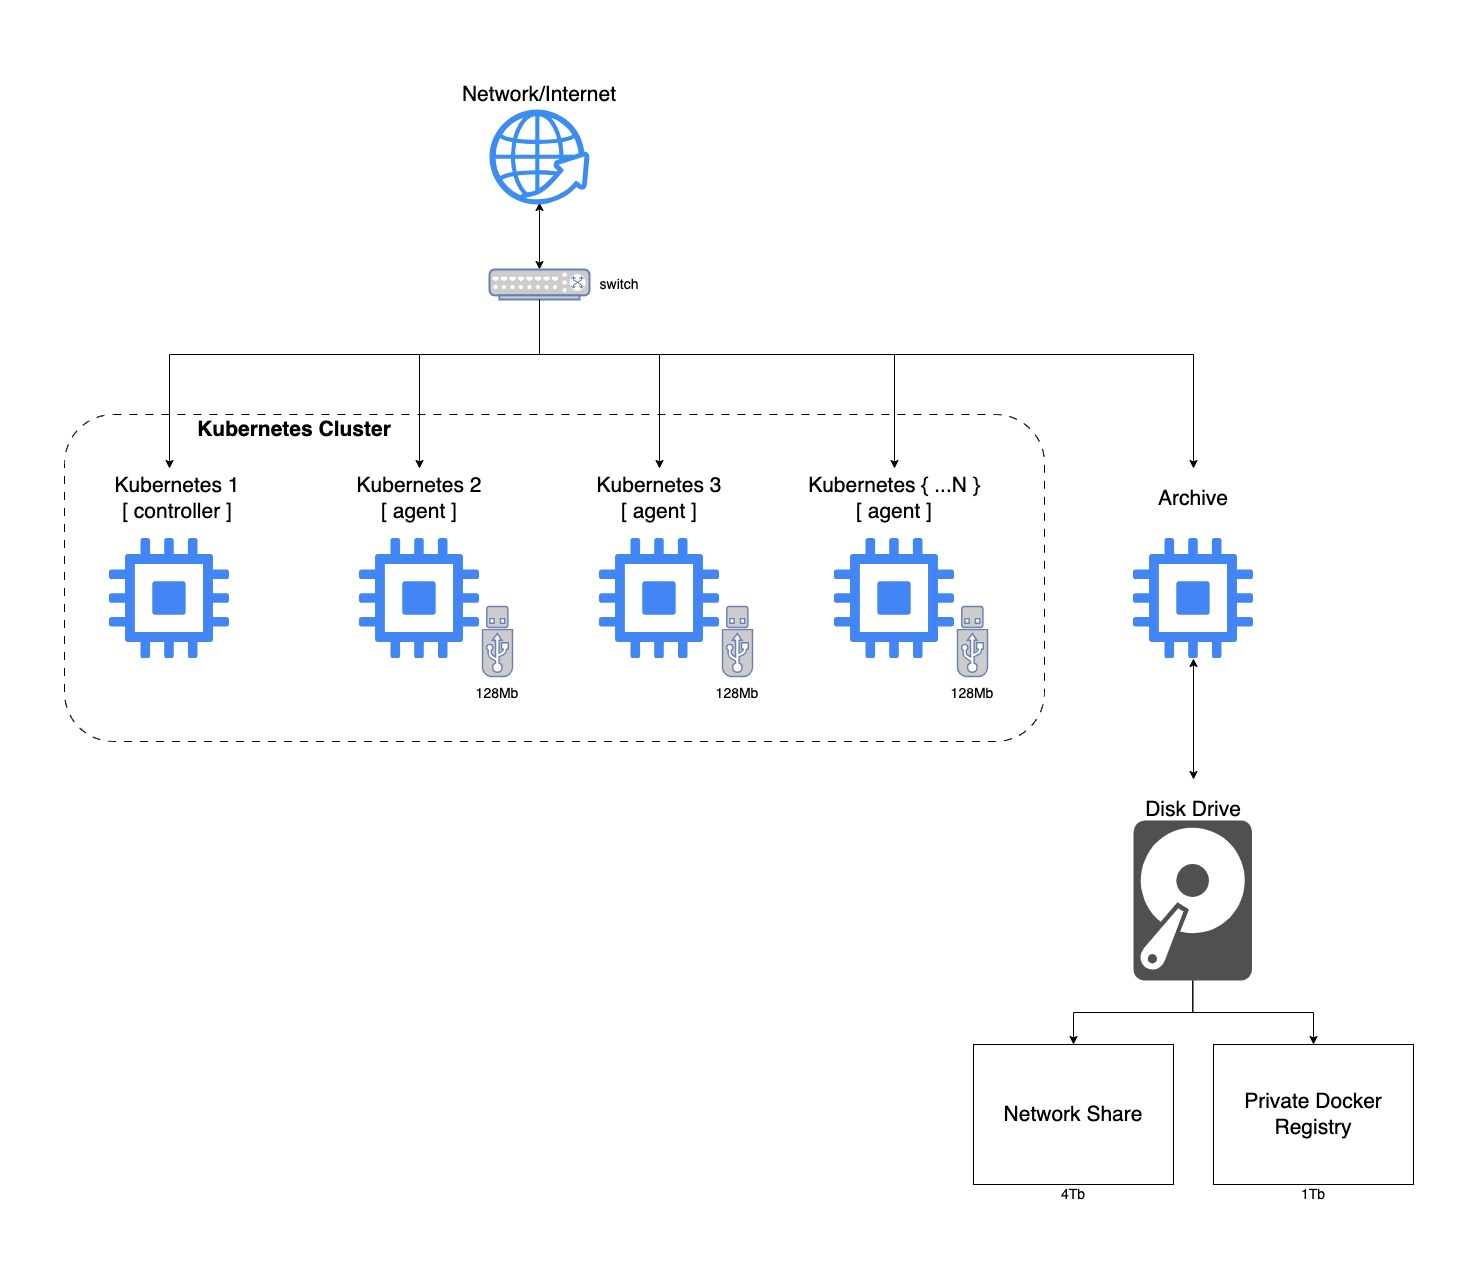 Network/Internet
switch
Kubernetes Cluster
Kubernetes 1
[ controller ]
Kubernetes 2
[ agent ]
Kubernetes 3
[ agent ]
Kubernetes { ...N }
[ agent ]
Archive
128Mb
128Mb
128Mb
Disk Drive
Network Share
Private Docker
Registry
4Tb
1Tb